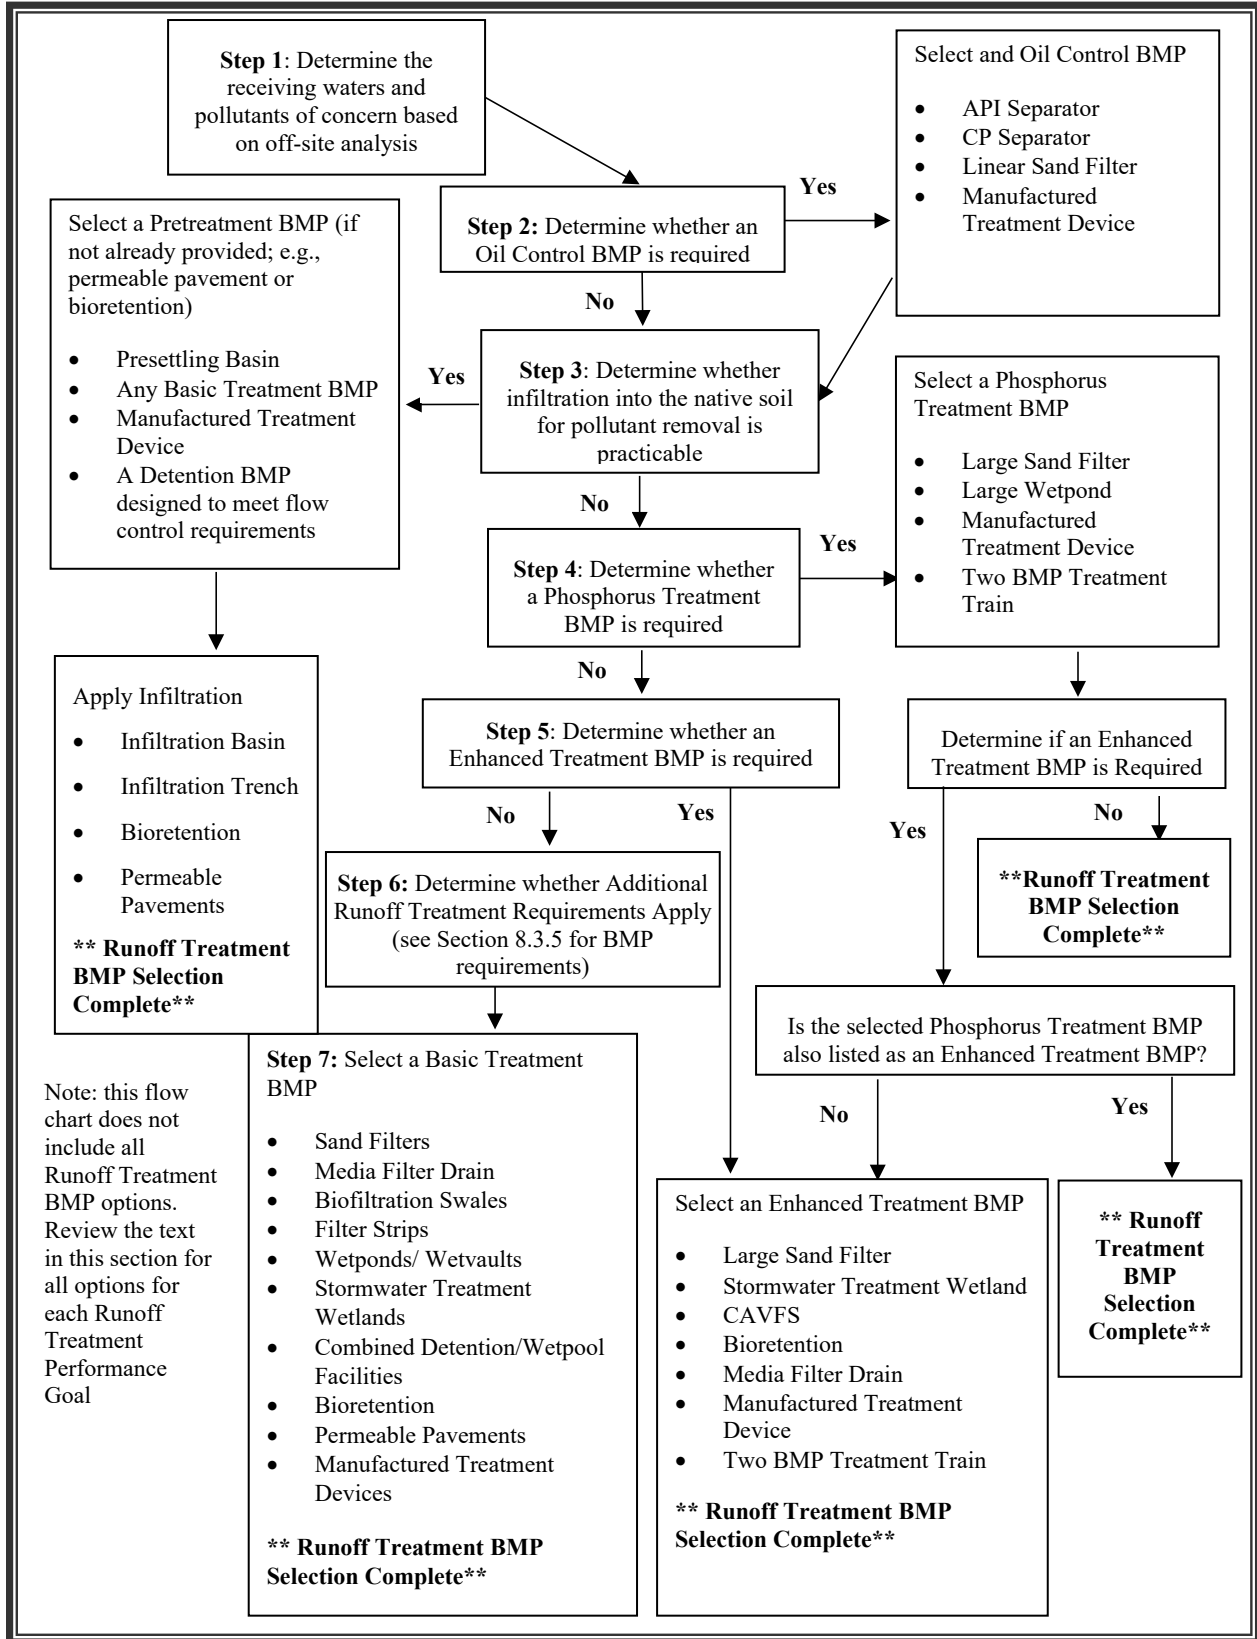 Step 1: Determine the
receiving waters and
pollutants of concern based
on off-site analysis
Select and Oil Control BMP
• API Separator
• CP Separator
• Linear Sand Filter
• Manufactured
Treatment Device
Yes
Step 2: Determine whether an
Oil Control BMP is required
No
Select a Pretreatment BMP (if
not already provided; e.g.,
permeable pavement or
bioretention)
• Presettling Basin
• Any Basic Treatment BMP
• Manufactured Treatment
Device
• A Detention BMP
designed to meet flow
control requirements
Yes
Step 3: Determine whether
infiltration into the native soil
for pollutant removal is
practicable
No
Select a Phosphorus
Treatment BMP
• Large Sand Filter
• Large Wetpond
• Manufactured
Treatment Device
• Two BMP Treatment
Train
Yes
Step 4: Determine whether
a Phosphorus Treatment
BMP is required
No
Apply Infiltration
• Infiltration Basin
• Infiltration Trench
• Bioretention
• Permeable
Pavements
** Runoff Treatment
BMP Selection
Complete**
Step 5: Determine whether an
Enhanced Treatment BMP is required
No
Yes
Determine if an Enhanced
Treatment BMP is Required
Yes
No
**Runoff Treatment
BMP Selection
Complete**
Step 6: Determine whether Additional
Runoff Treatment Requirements Apply
(see Section 8.3.5 for BMP
requirements)
Is the selected Phosphorus Treatment BMP
also listed as an Enhanced Treatment BMP?
No
Yes
Note: this flow
chart does not
include all
Runoff Treatment
BMP options.
Review the text
in this section for
all options for
each Runoff
Treatment
Performance
Goal
Step 7: Select a Basic Treatment
BMP
• Sand Filters
• Media Filter Drain
• Biofiltration Swales
• Filter Strips
• Wetponds/ Wetvaults
• Stormwater Treatment
Wetlands
• Combined Detention/Wetpool
Facilities
• Bioretention
• Permeable Pavements
• Manufactured Treatment
Devices
** Runoff Treatment BMP
Selection Complete**
Select an Enhanced Treatment BMP
• Large Sand Filter
• Stormwater Treatment Wetland
• CAVFS
• Bioretention
• Media Filter Drain
• Manufactured Treatment
Device
• Two BMP Treatment Train
** Runoff Treatment BMP
Selection Complete**
** Runoff
Treatment
BMP
Selection
Complete**